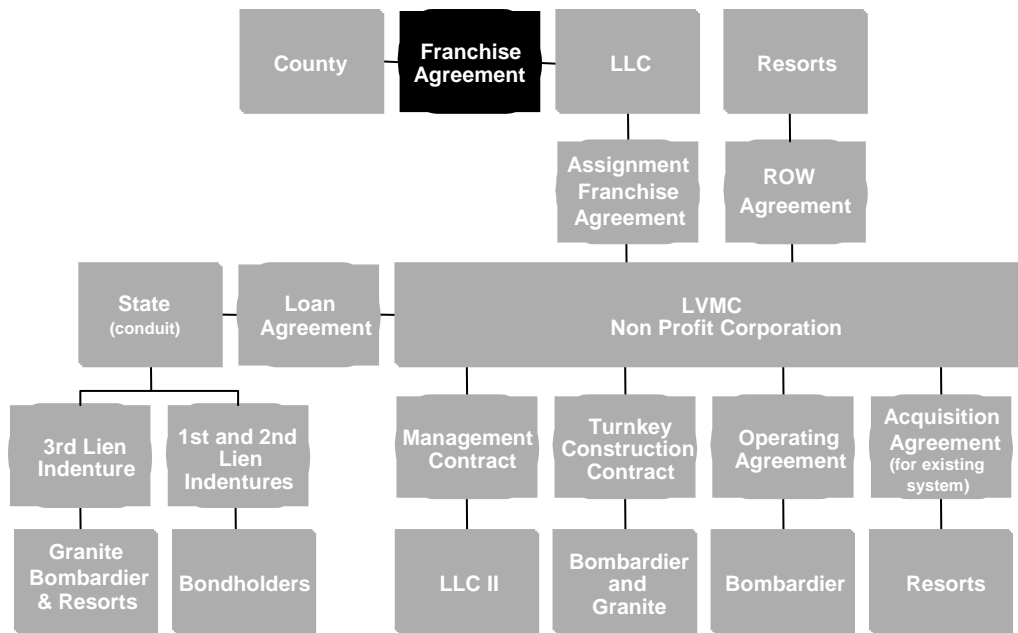 County
Franchise
Agreement
LLC
Resorts
Assignment
Franchise
Agreement
ROW
Agreement
State
(conduit)
Loan
Agreement
LVMC
Non Profit Corporation
3rd Lien
Indenture
1st and 2nd
Lien
Indentures
Management
Contract
Turnkey
Construction
Contract
Operating
Agreement
Acquisition
Agreement
(for existing
system)
Granite
Bombardier
& Resorts
Bondholders
LLC II
Bombardier
and
Granite
Bombardier
Resorts